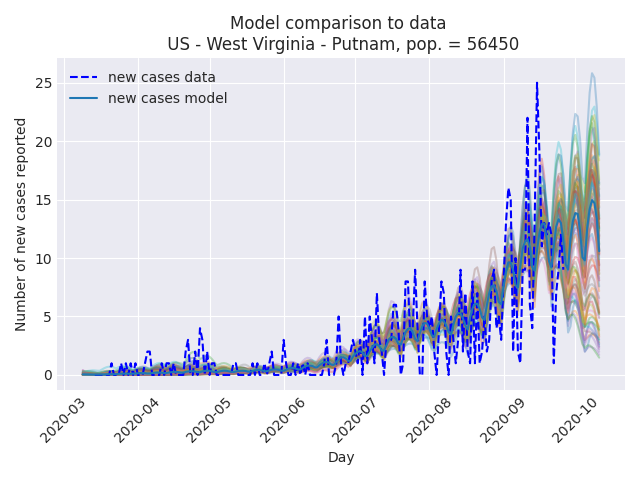 Model comparison to data
US - West Virginia - Putnam, pop. = 56450
new cases data
new cases model
Number of new cases reported
25
20
15
10
5
0
2020-03
2020-04
2020-05
2020-06
2020-07
2020-08
2020-09
2020-10
Day